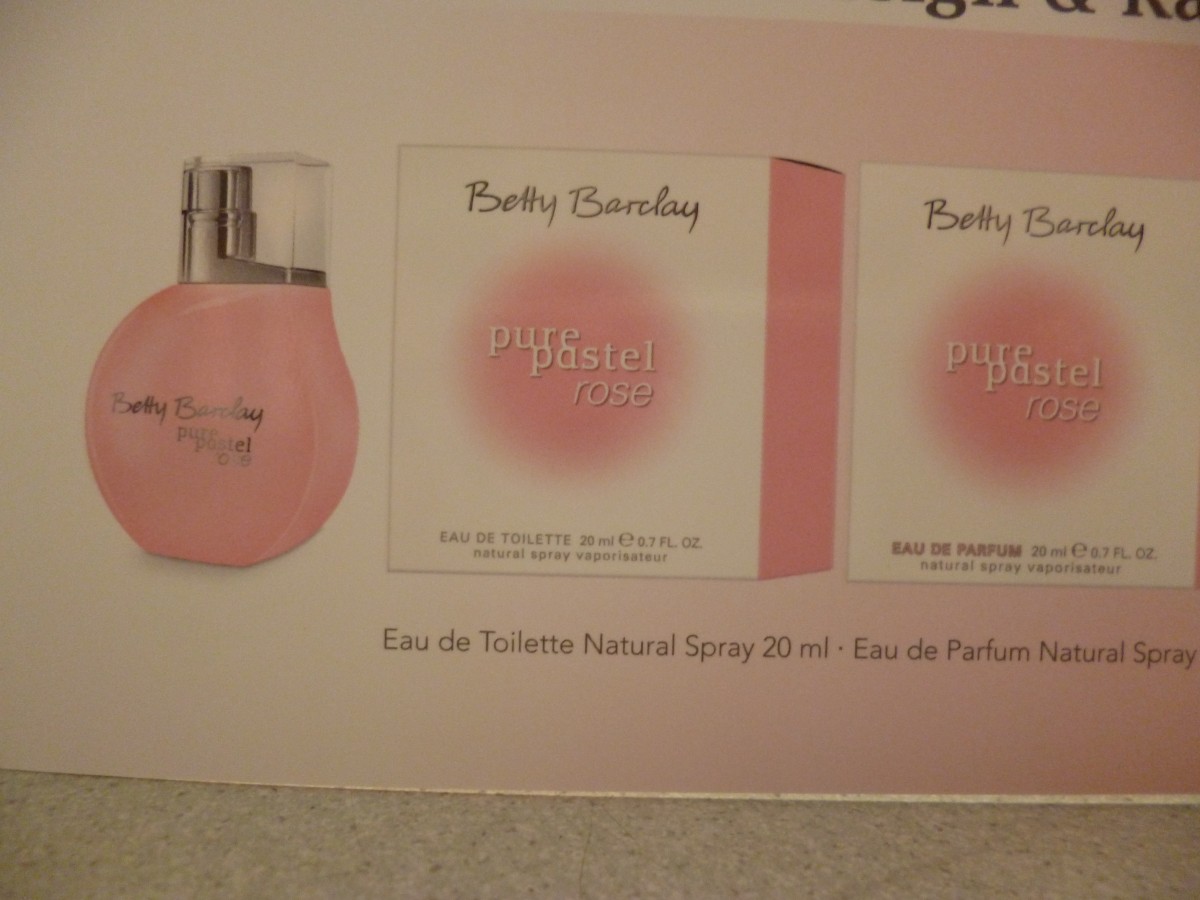 &
Betty Barclay
pure
pastel
rose
EAU DE TOILETTE 20 ml ℮ 0.7 FL. OZ.
natural spray vaporisateur
Betty Barclay
pure
pastel
rose
EAU DE PARFUM 20 ml ℮ 0.7 FL. OZ.
natural spray vaporisateur
Betty Barclay
pure
pastel
Eau de Toilette Natural Spray 20 ml · Eau de Parfum Natural Spray